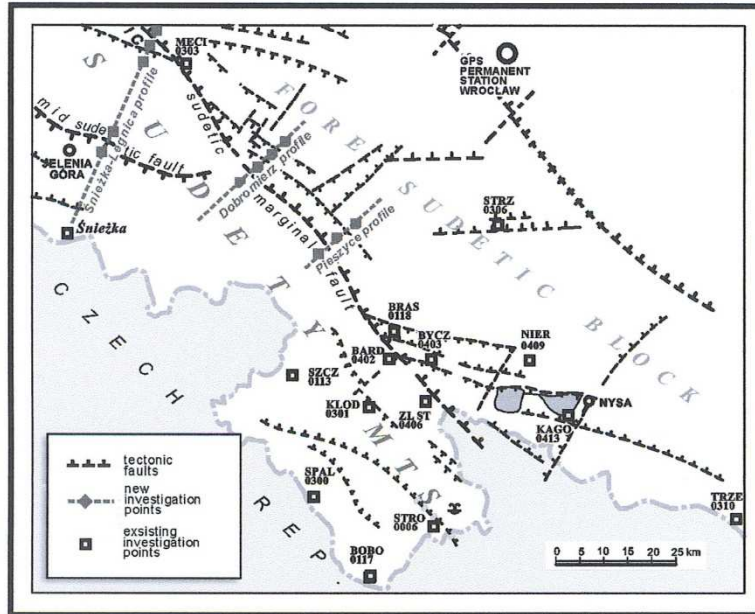 MECI
0303
GPS
PERMANENT
STATION
WROCŁAW
SUDETY MTS
FORE SUDETIC BLOCK
sudetic
marginal
fault
mid sudetic fault
JELENIA
GÓRA
Śnieżka-Legnica profile
Dobromierz profile
Pieszyce profile
Śnieżka
STRZ
0306
CZECH REP
BRAS
0118
BYCZ
0403
NIER
0409
BARD
0402
SZCZ
0113
KLOD
0301
ZLST
0406
NYSA
KAGO
0413
SPAL
0300
STRO
0006
TRZE
0310
BOBO
0117
tectonic
faults
new
investigation
points
exsisting
investigation
points
0 5 10 15 20 25 km